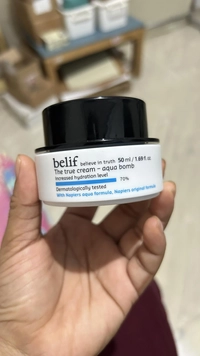 belif believe in truth 50 ml / 1.69 fl. oz.
The true cream - aqua bomb
Increased hydration level
70%
Dermatologically tested
With Napiers aqua formula, Napiers original formula